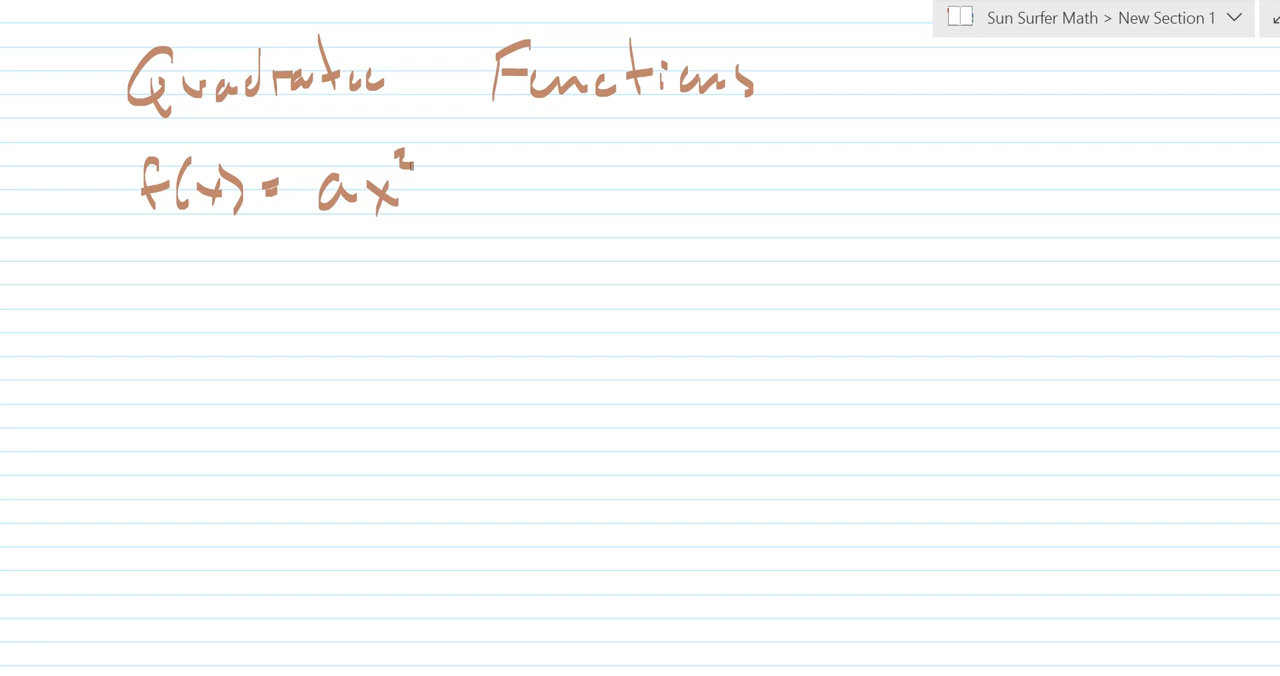 Sun Surfer Math > New Section 1
Quadratic Functions
f(x) = ax²